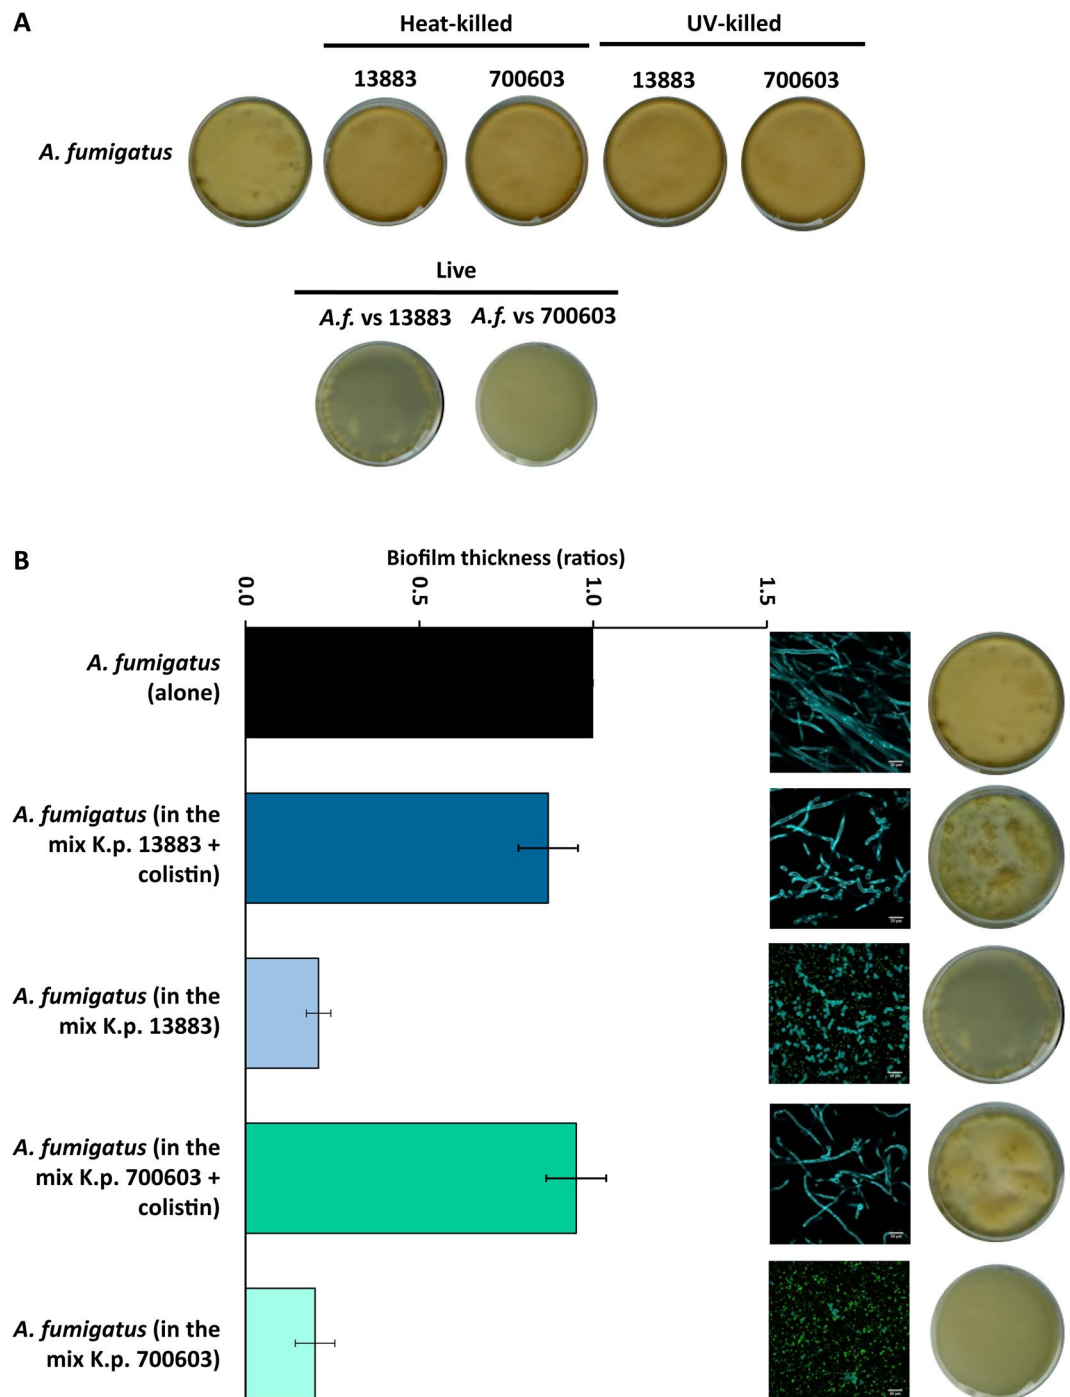 A
Heat-killed
UV-killed
13883
700603
13883
700603
A. fumigatus
Live
A.f. vs 13883
A.f. vs 700603
B
Biofilm thickness (ratios)
0.0
0.5
1.0
1.5
A. fumigatus
(alone)
A. fumigatus (in the
mix K.p. 13883 +
colistin)
A. fumigatus (in the
mix K.p. 13883)
A. fumigatus (in the
mix K.p. 700603 +
colistin)
A. fumigatus (in the
mix K.p. 700603)